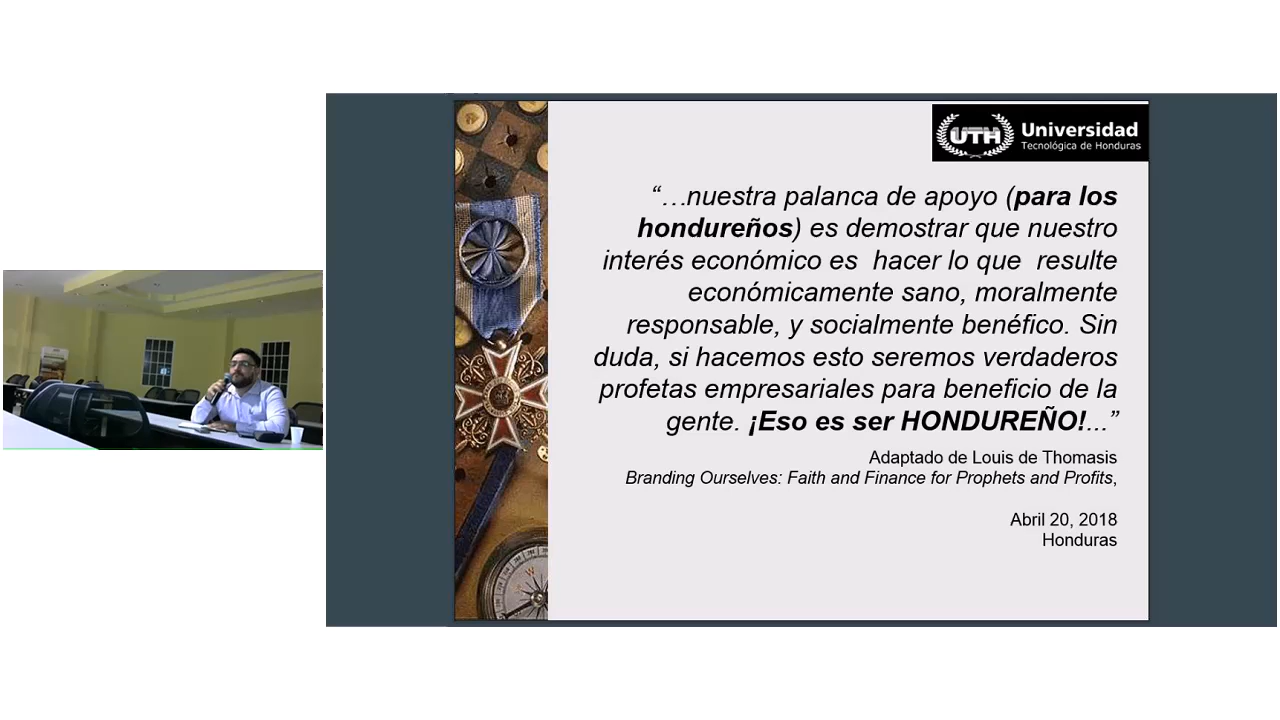 UTH Universidad
Tecnológica de Honduras
“…nuestra palanca de apoyo (para los
hondureños) es demostrar que nuestro
interés económico es  hacer lo que  resulte
económicamente sano, moralmente
responsable, y socialmente benéfico. Sin
duda, si hacemos esto seremos verdaderos
profetas empresariales para beneficio de la
gente. ¡Eso es ser HONDUREÑO!...”
Adaptado de Louis de Thomasis
Branding Ourselves: Faith and Finance for Prophets and Profits,
Abril 20, 2018
Honduras